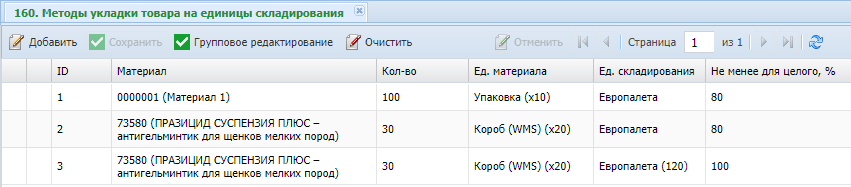 160. Методы укладки товара на единицы складирования
Добавить Сохранить Групповое редактирование Очистить Отменить Страница 1 из 1
ID Материал Кол-во Ед. материала Ед. складирования Не менее для целого, %
1 0000001 (Материал 1) 100 Упаковка (x10) Европалета 80
2 73580 (ПРАЗИЦИД СУСПЕНЗИЯ ПЛЮС – антигельминтик для щенков мелких пород) 30 Короб (WMS) (x20) Европалета 80
3 73580 (ПРАЗИЦИД СУСПЕНЗИЯ ПЛЮС – антигельминтик для щенков мелких пород) 30 Короб (WMS) (x20) Европалета (120) 100